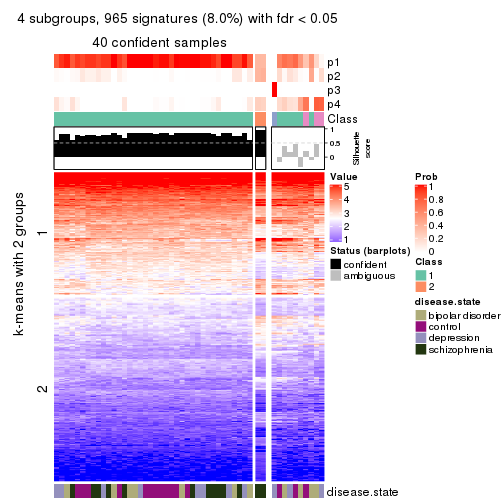 4 subgroups, 965 signatures (8.0%) with fdr < 0.05
40 confident samples
p1
p2
p3
p4
Class
1
0.5
0
Silhouette
score
k-means with 2 groups
1
2
disease.state
Value
5
4
3
2
1
Status (barplots)
confident
ambiguous
Prob
1
0.8
0.6
0.4
0.2
0
Class
1
2
disease.state
bipolar disorder
control
depression
schizophrenia